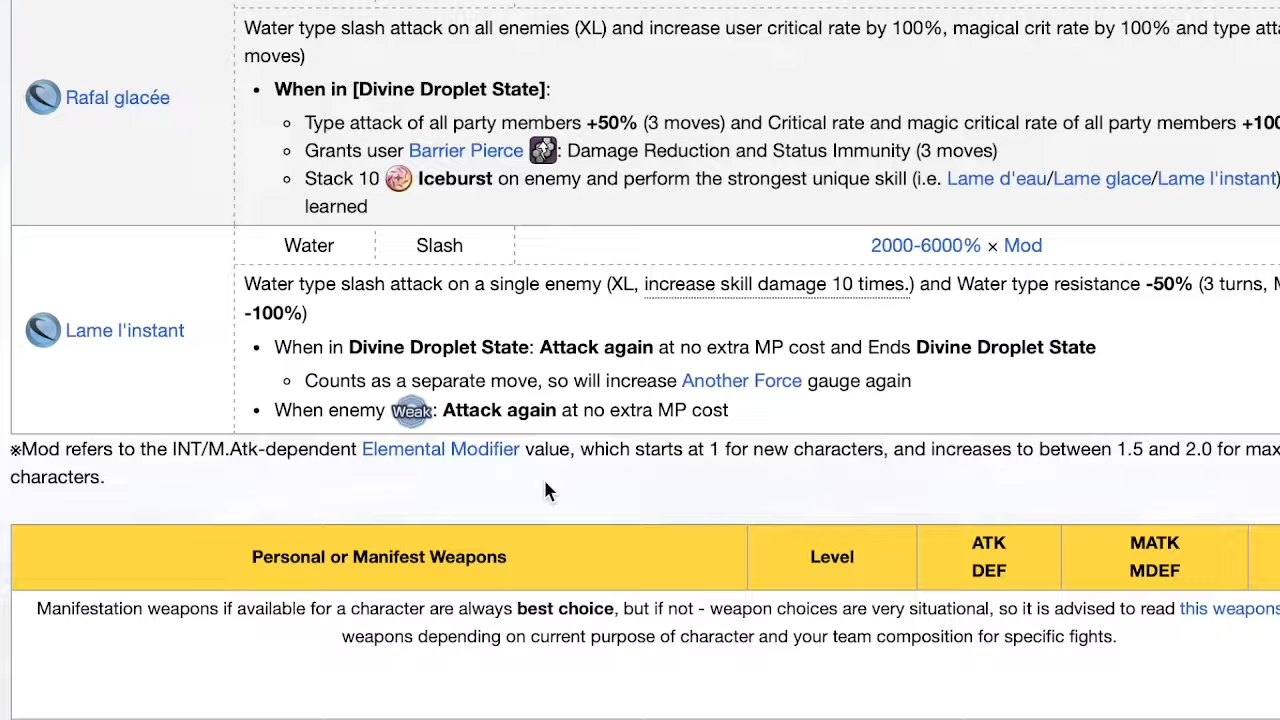 Water type slash attack on all enemies (XL) and increase user critical rate by 100%, magical crit rate by 100% and type
moves)
When in [Divine Droplet State]:
Rafal glacée
Type attack of all party members +50% (3 moves) and Critical rate and magic critical rate of all party members
Grants user Barrier Pierce : Damage Reduction and Status Immunity (3 moves)
Stack 10 Iceburst on enemy and perform the strongest unique skill (i.e. Lame d'eau/Lame glace/Lame l'instant)
learned
Water Slash 2000-6000% × Mod
Water type slash attack on a single enemy (XL, increase skill damage 10 times.) and Water type resistance -50% (3 turns,
-100%)
Lame l'instant
When in Divine Droplet State: Attack again at no extra MP cost and Ends Divine Droplet State
Counts as a separate move, so will increase Another Force gauge again
When enemy Weak: Attack again at no extra MP cost
※Mod refers to the INT/M.Atk-dependent Elemental Modifier value, which starts at 1 for new characters, and increases to between 1.5 and 2.0 for max
characters.
Personal or Manifest Weapons Level ATK MATK
DEF MDEF
Manifestation weapons if available for a character are always best choice, but if not - weapon choices are very situational, so it is advised to read this weapons
weapons depending on current purpose of character and your team composition for specific fights.